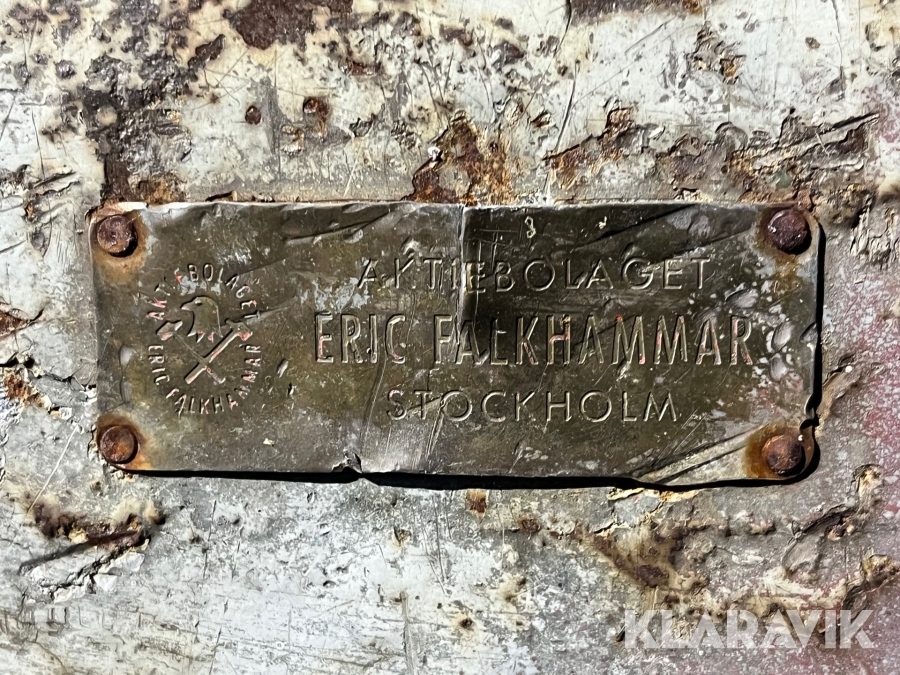 AKTIEBOLAGET
ERIC FALKHAMMAR
AKTIEBOLAGET
ERIC FALKHAMMAR
STOCKHOLM
KLARAVIK